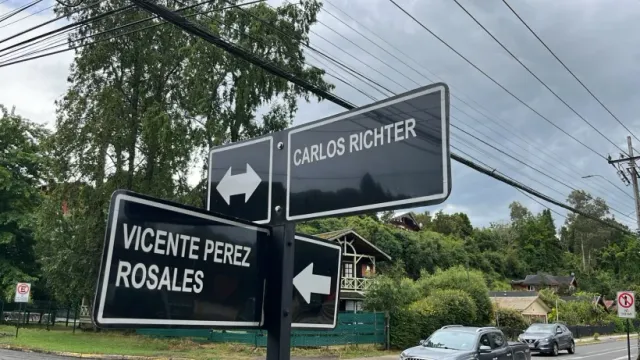 CARLOS RICHTER
VICENTE PEREZ
ROSALES
E